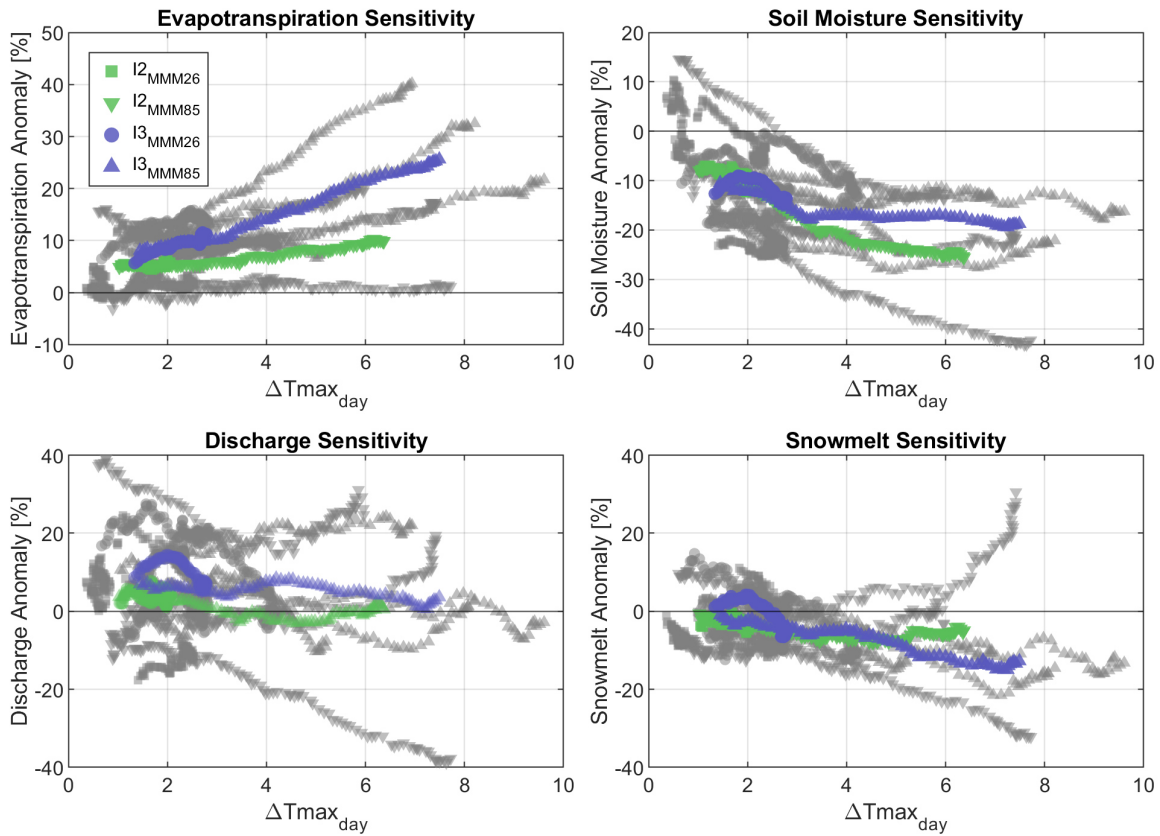 Evapotranspiration Sensitivity
Evapotranspiration Anomaly [%]
50
40
30
20
10
0
-10
I2MMM26
I2MMM85
I3MMM26
I3MMM85
0 2 4 6 8 10
ΔTmaxday
Soil Moisture Sensitivity
Soil Moisture Anomaly [%]
20
10
0
-10
-20
-30
-40
0 2 4 6 8 10
ΔTmaxday
Discharge Sensitivity
Discharge Anomaly [%]
40
20
0
-20
-40
0 2 4 6 8 10
ΔTmaxday
Snowmelt Sensitivity
Snowmelt Anomaly [%]
40
20
0
-20
-40
0 2 4 6 8 10
ΔTmaxday